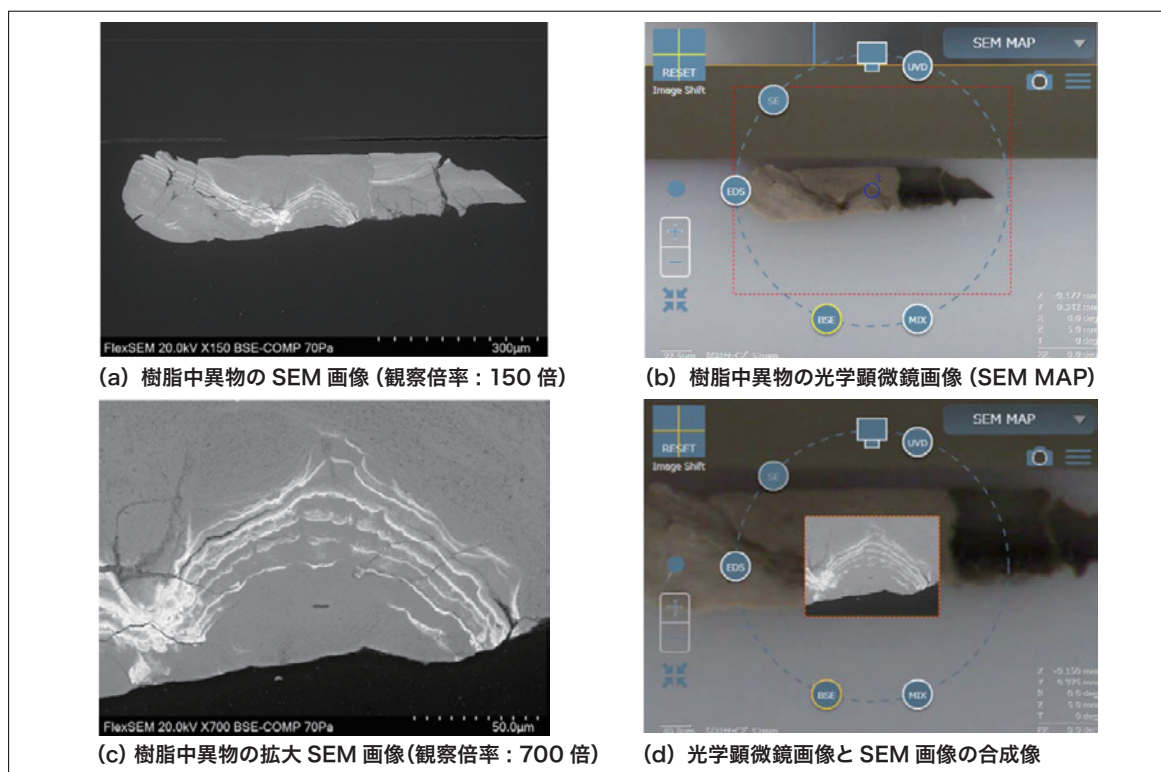 FlexSEM 20.0kV X150 BSE-COMP 70Pa 300μm
(a) 樹脂中異物の SEM 画像 (観察倍率 : 150 倍)
RESET
Image Shift
SEM MAP
UVD
SE
EDS
1
BSE
MIX
X -0.177 mm
(b) 樹脂中異物の光学顕微鏡画像 (SEM MAP)
FlexSEM 20.0kV X700 BSE-COMP 70Pa 50.0μm
(c) 樹脂中異物の拡大 SEM 画像 (観察倍率 : 700 倍)
RESET
Image Shift
SEM MAP
UVD
SE
EDS
BSE
MIX
(d) 光学顕微鏡画像と SEM 画像の合成像